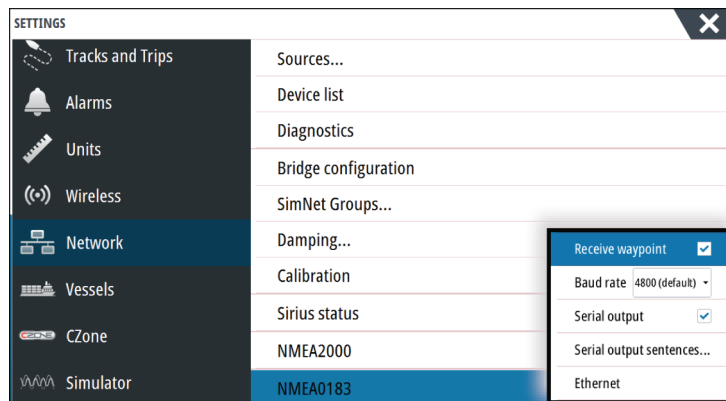 SETTINGS
Tracks and Trips
Alarms
Units
Wireless
Network
Vessels
CZONE
CZone
Simulator
Sources...
Device list
Diagnostics
Bridge configuration
SimNet Groups...
Damping...
Calibration
Sirius status
NMEA2000
NMEA0183
Receive waypoint
Baud rate 4800 (default)
Serial output
Serial output sentences...
Ethernet